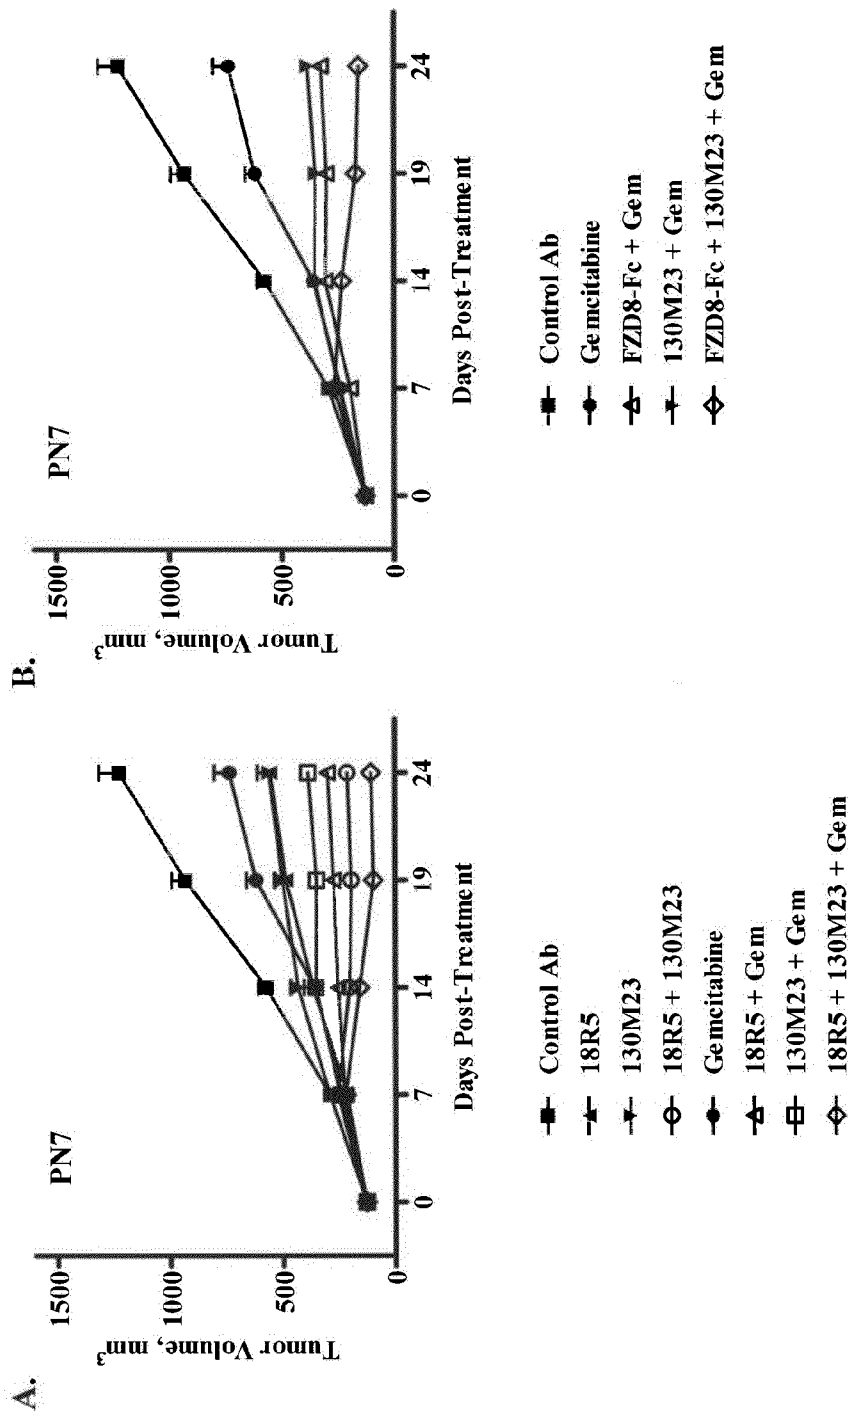 A.
PN7
Tumor Volume, mm³
1500
1000
500
0
0 7 14 19 24
Days Post-Treatment
Control Ab
18R5
130M23
18R5 + 130M23
Gemcitabine
18R5 + Gem
130M23 + Gem
18R5 + 130M23 + Gem
B.
PN7
Tumor Volume, mm³
1500
1000
500
0
0 7 14 19 24
Days Post-Treatment
Control Ab
Gemcitabine
FZD8-Fc + Gem
130M23 + Gem
FZD8-Fc + 130M23 + Gem